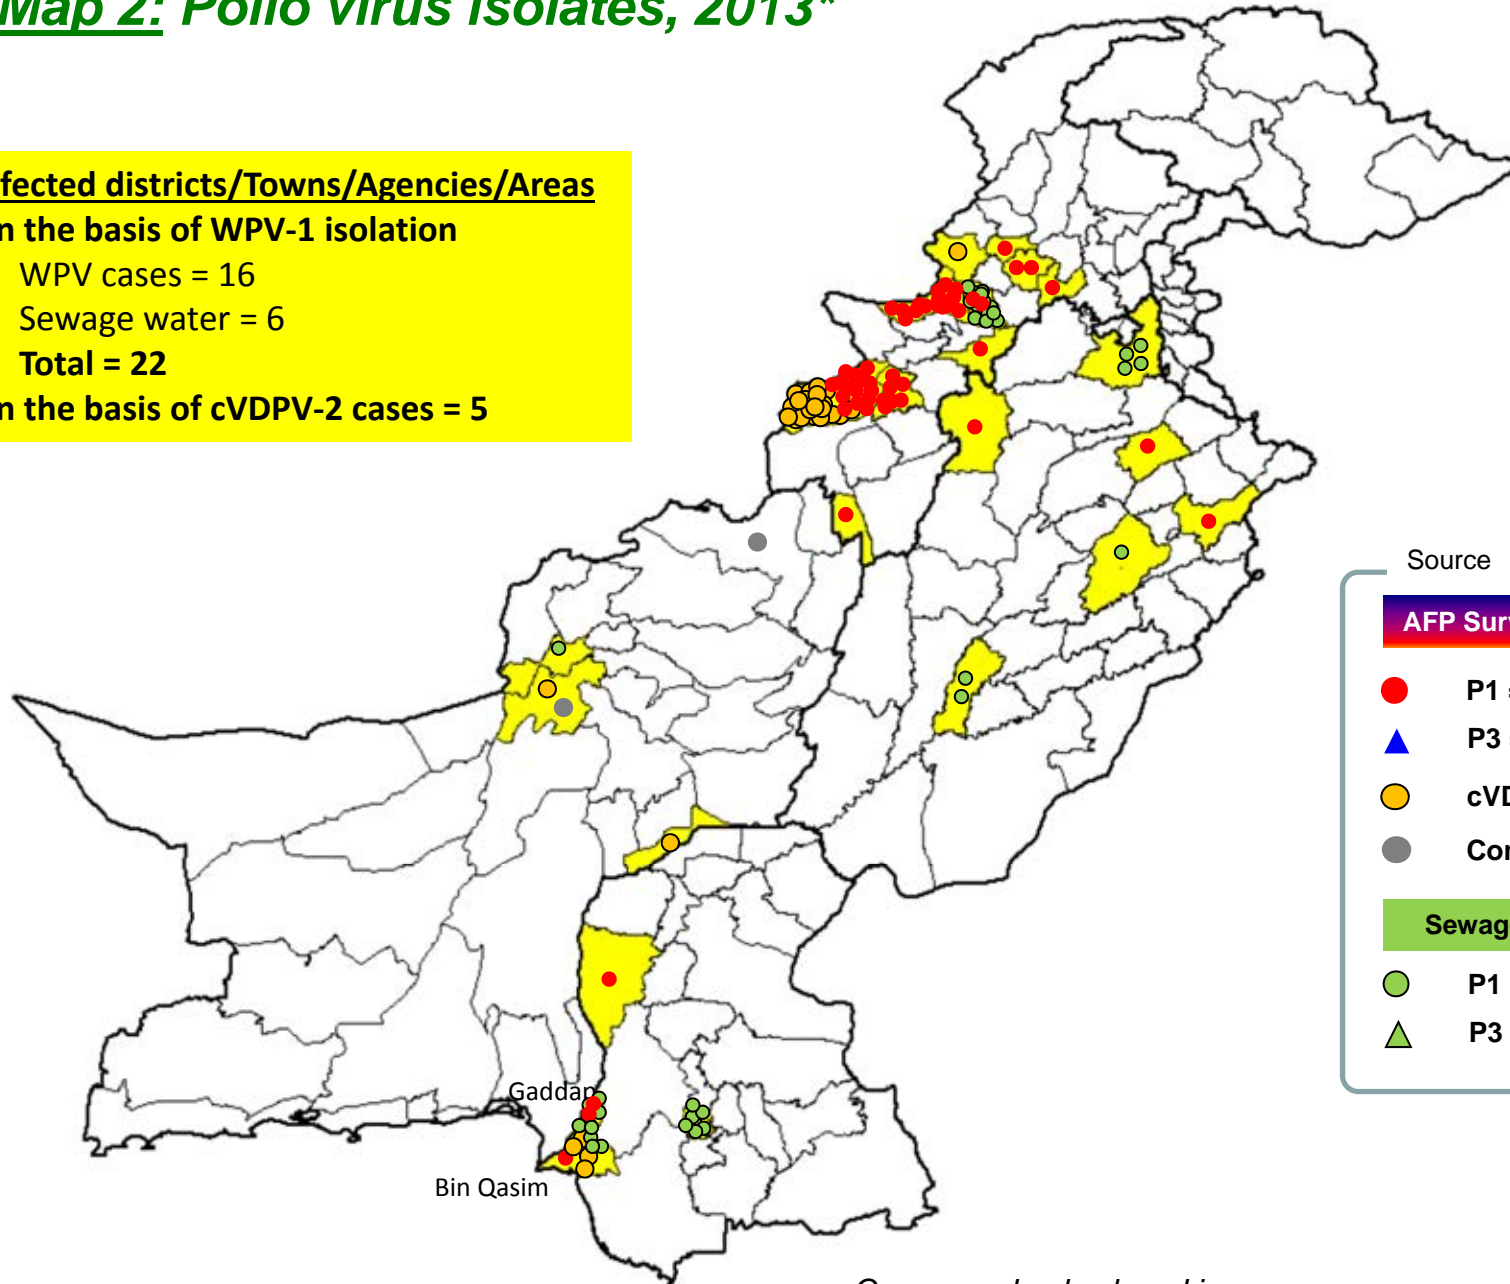 Map 2: Polio virus isolates, 2013*
fected districts/Towns/Agencies/Areas
n the basis of WPV-1 isolation
WPV cases = 16
Sewage water = 6
Total = 22
n the basis of cVDPV-2 cases = 5
Source
AFP Sur
P1
P3
cVD
Con
Sewag
P1
P3
Gaddap
Bin Qasim